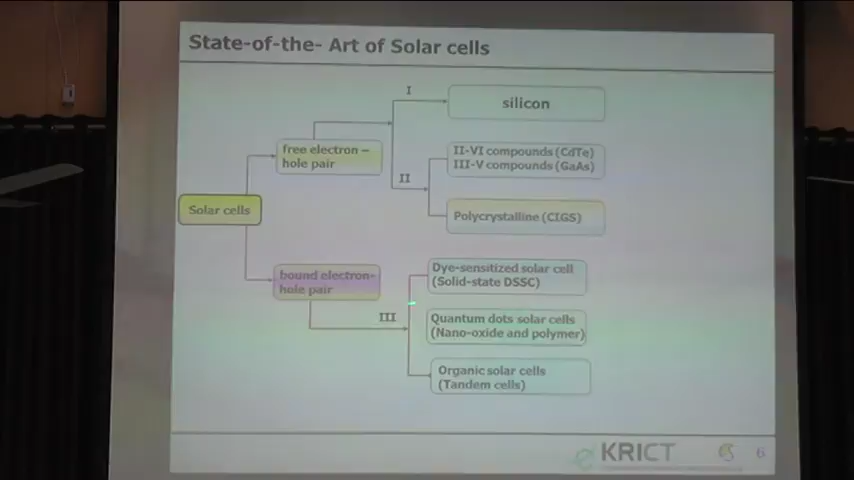 State-of-the- Art of Solar cells
I
silicon
free electron –
hole pair
II-VI compounds (CdTe)
III-V compounds (GaAs)
II
Solar cells
Polycrystalline (CIGS)
bound electron-
hole pair
Dye-sensitized solar cell
(Solid-state DSSC)
III
Quantum dots solar cells
(Nano-oxide and polymer)
Organic solar cells
(Tandem cells)
KRICT
6